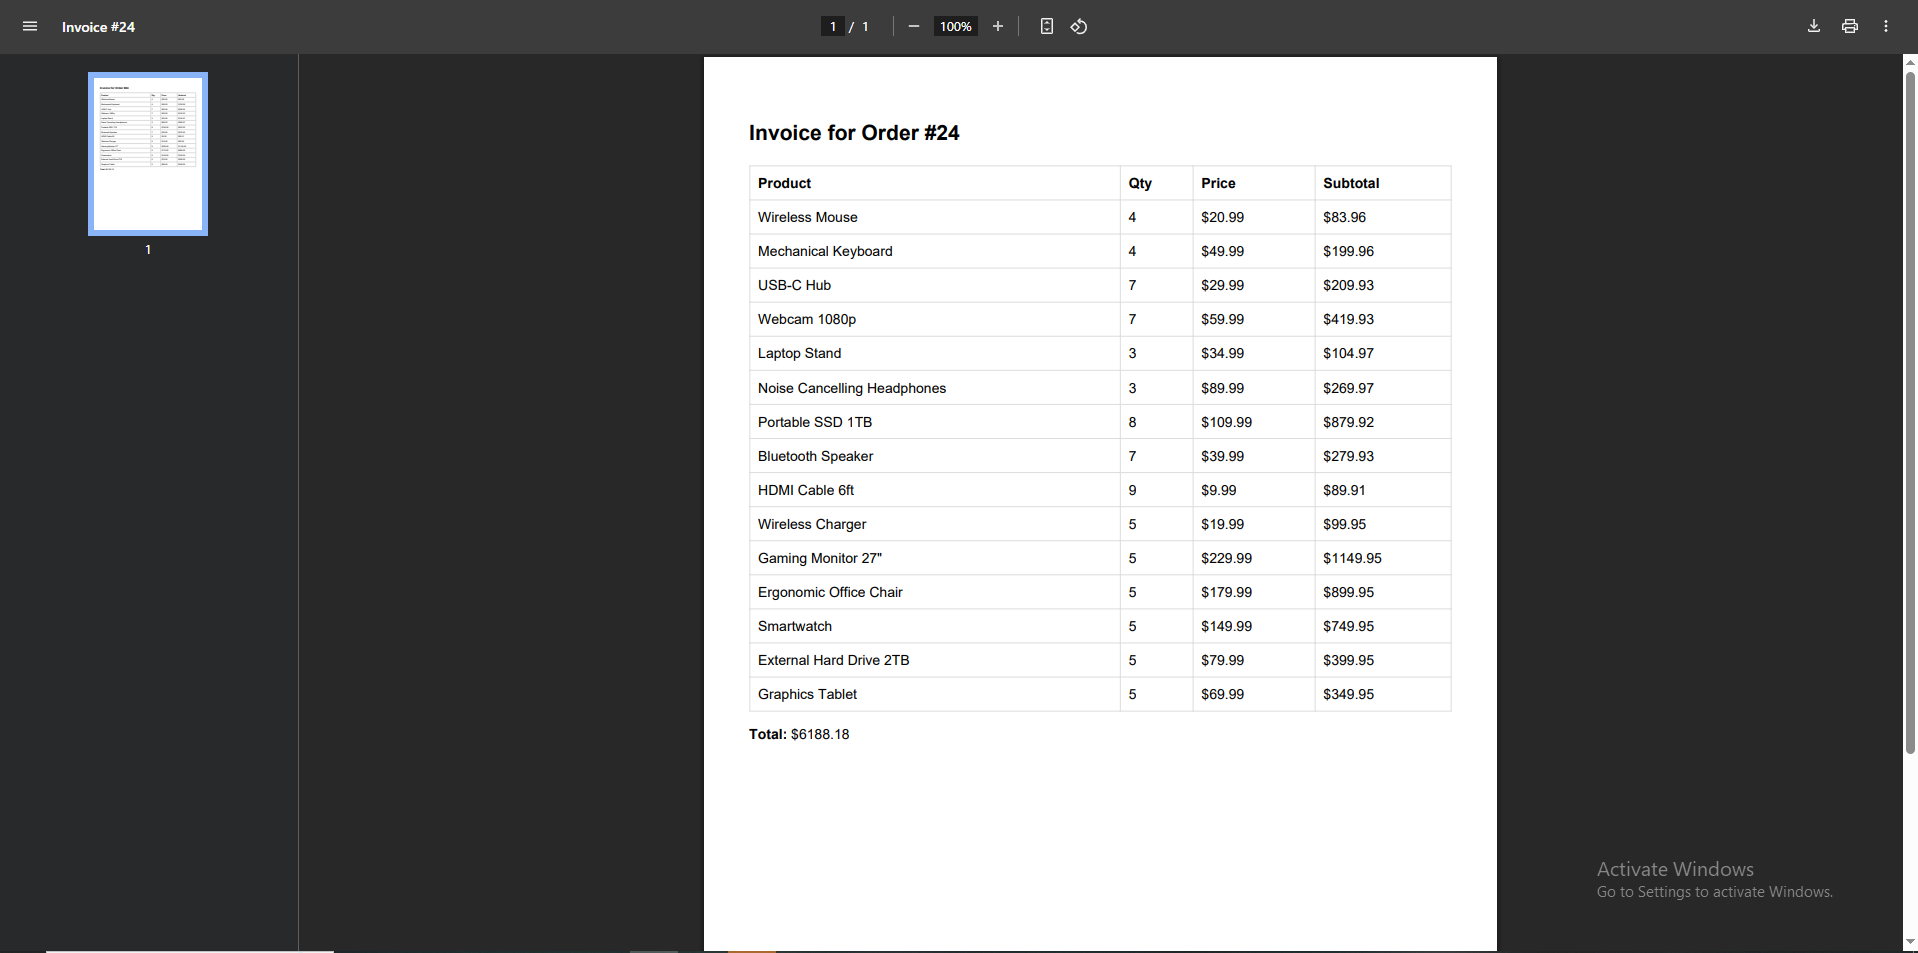 Invoice #24
1 / 1
100%
1
Invoice for Order #24
Product Qty Price Subtotal
Wireless Mouse 4 $20.99 $83.96
Mechanical Keyboard 4 $49.99 $199.96
USB-C Hub 7 $29.99 $209.93
Webcam 1080p 7 $59.99 $419.93
Laptop Stand 3 $34.99 $104.97
Noise Cancelling Headphones 3 $89.99 $269.97
Portable SSD 1TB 8 $109.99 $879.92
Bluetooth Speaker 7 $39.99 $279.93
HDMI Cable 6ft 9 $9.99 $89.91
Wireless Charger 5 $19.99 $99.95
Gaming Monitor 27" 5 $229.99 $1149.95
Ergonomic Office Chair 5 $179.99 $899.95
Smartwatch 5 $149.99 $749.95
External Hard Drive 2TB 5 $79.99 $399.95
Graphics Tablet 5 $69.99 $349.95
Total: $6188.18
Activate Windows
Go to Settings to activate Windows.